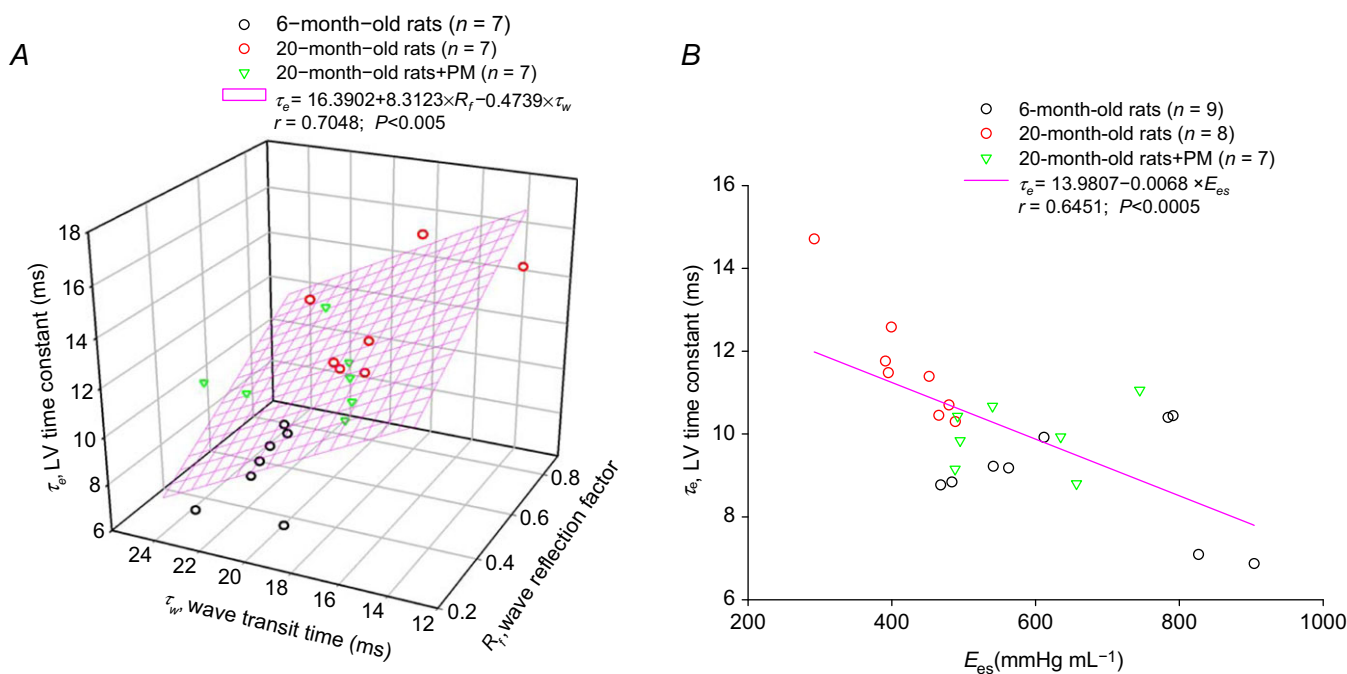 A
6−month−old rats (n = 7)
20−month−old rats (n = 7)
20−month−old rats+PM (n = 7)
τe= 16.3902+8.3123×Rf−0.4739×τw
r = 0.7048; P<0.005
18
16
14
12
10
8
6
τe, LV time constant (ms)
24
22
20
18
16
14
12
τw, wave transit time (ms)
0.2
0.4
0.6
0.8
Rf, wave reflection factor
B
6-month-old rats (n = 9)
20-month-old rats (n = 8)
20-month-old rats+PM (n = 7)
τe= 13.9807−0.0068 ×Ees
r = 0.6451; P<0.0005
16
14
12
10
8
6
τe, LV time constant (ms)
200
400
600
800
1000
Ees(mmHg mL−1)